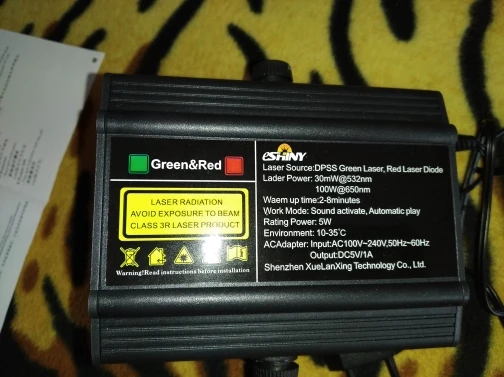 Green&Red
LASER RADIATION
AVOID EXPOSURE TO BEAM
CLASS 3R LASER PRODUCT
Warning!Read instructions before installation
eSHINY
Laser Source:DPSS Green Laser, Red Laser Diode
Lader Power: 30mW@532nm
100W@650nm
Waem up time:2-8minutes
Work Mode: Sound activate, Automatic play
Rating Power: 5W
Environment: 10-35℃
ACAdapter: Input:AC100V~240V,50Hz~60Hz
Output:DC5V/1A
Shenzhen XueLanXing Technology Co., Ltd.